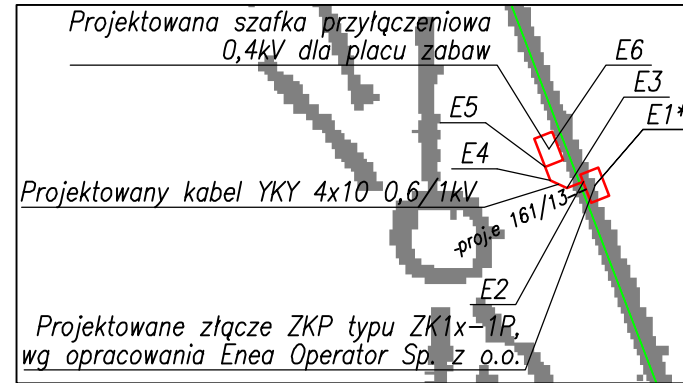 Projektowana szafka przyłączeniowa
0,4kV dla placu zabaw
E6
E3
E1*
E5
E4
Projektowany kabel YKY 4x10 0,6/1kV
-proj.e 161/13-
E2
Projektowane złącze ZKP typu ZK1x-1P,
wg opracowania Enea Operator Sp. z o.o.